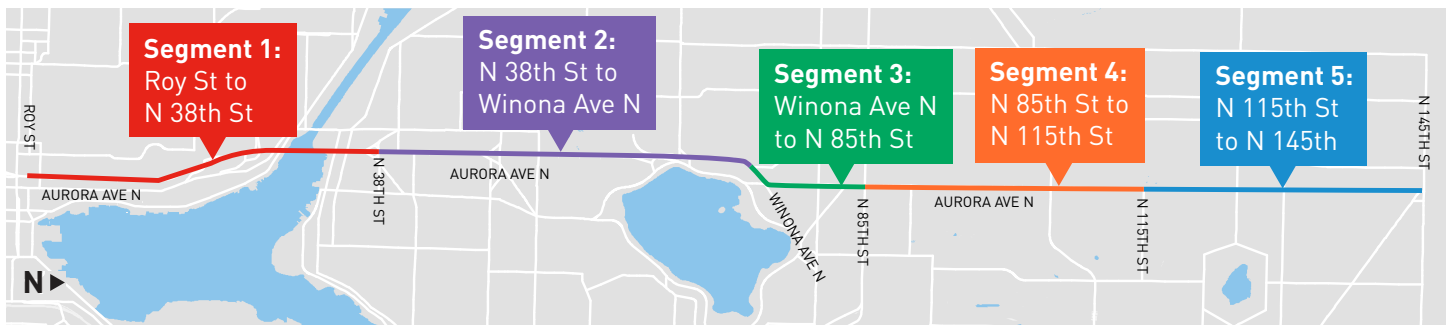 Segment 1:
Roy St to
N 38th St
Segment 2:
N 38th St to
Winona Ave N
Segment 3:
Winona Ave N
to N 85th St
Segment 4:
N 85th St to
N 115th St
Segment 5:
N 115th St
to N 145th
ROY ST
AURORA AVE N
N 38TH ST
AURORA AVE N
WINONA AVE N
N 85TH ST
AURORA AVE N
N 115TH ST
N 145TH ST
N